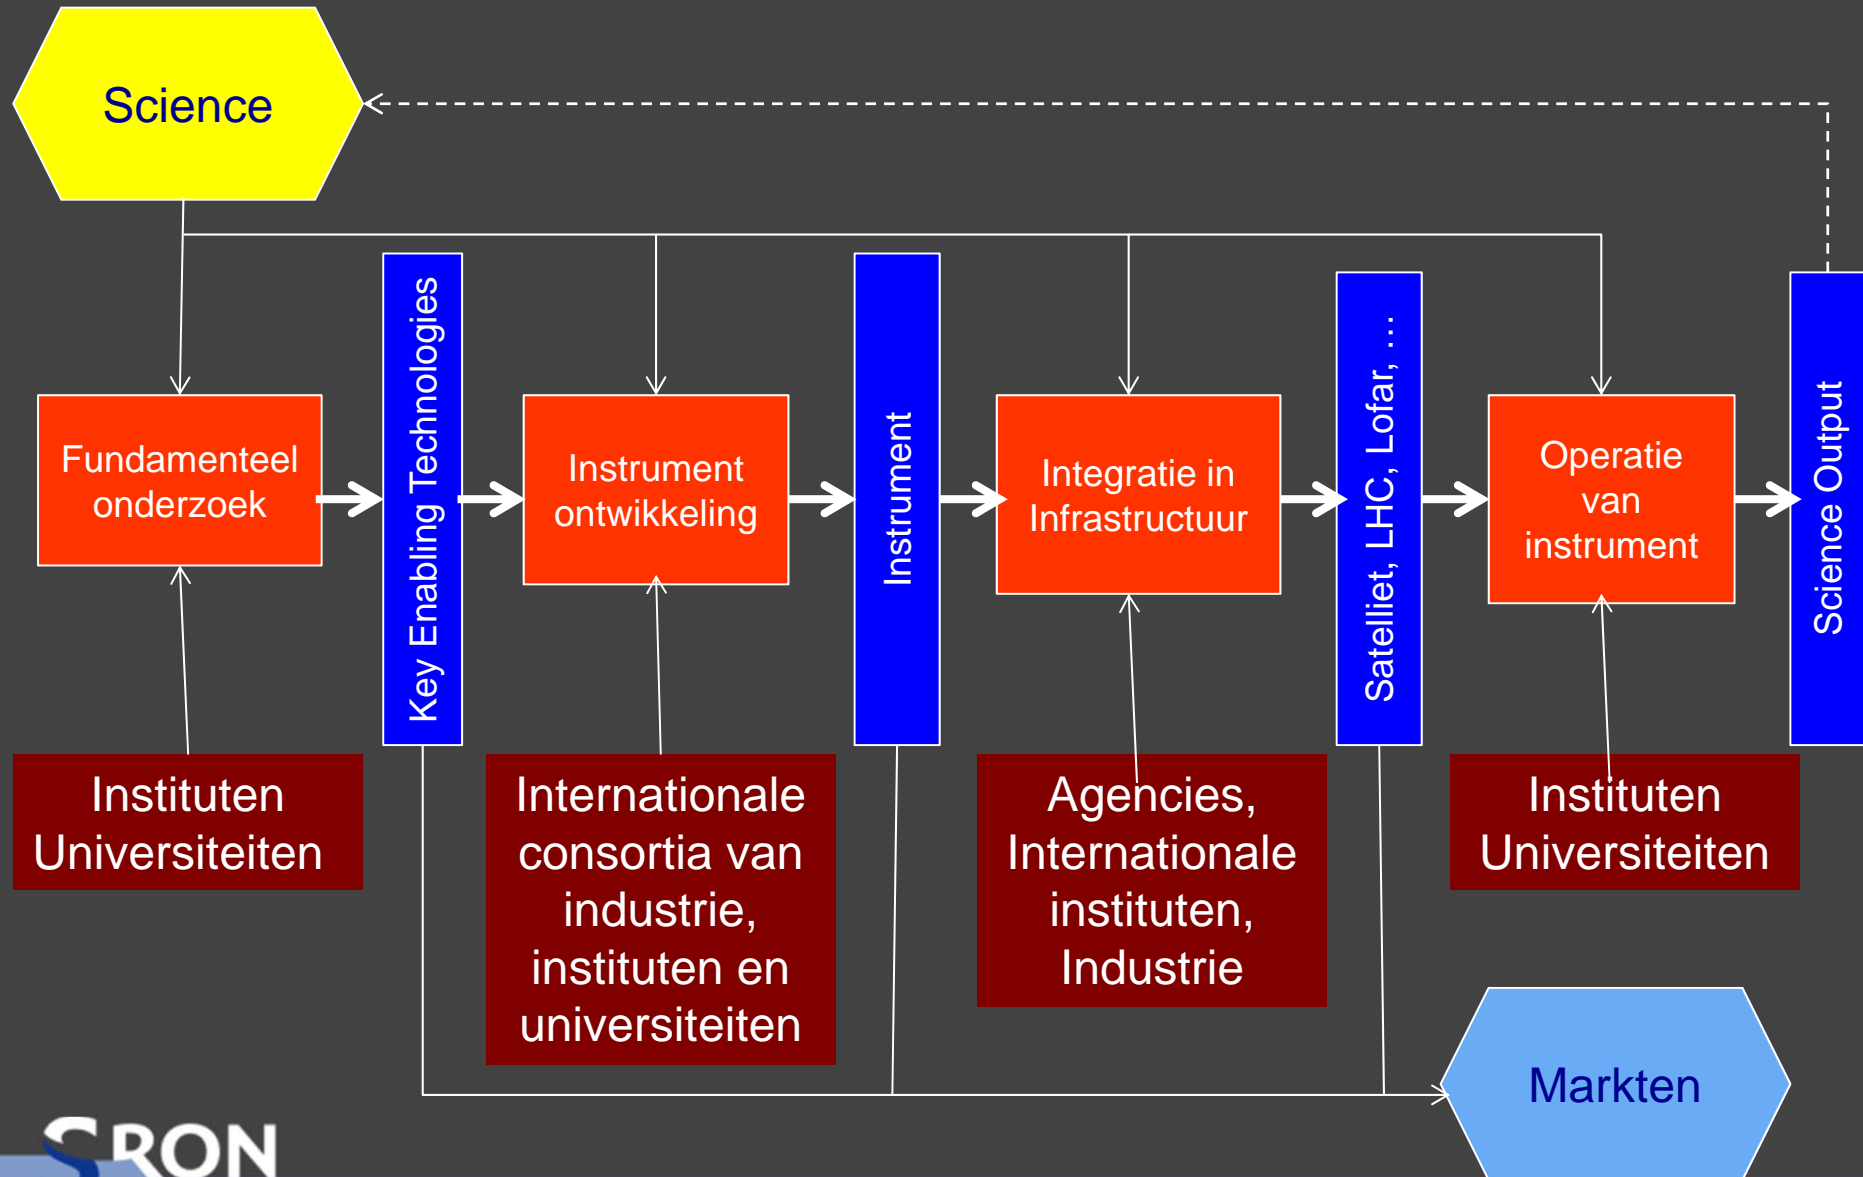 Science
Key Enabling Technologies
Instrument
Satelliet, LHC, Lofar, …
Science Output
Fundamenteel
onderzoek
Instrument
ontwikkeling
Integratie in
Infrastructuur
Operatie
van
instrument
Instituten
Universiteiten
Internationale
consortia van
industrie,
instituten en
universiteiten
Agencies,
Internationale
instituten,
Industrie
Instituten
Universiteiten
Markten
SRON